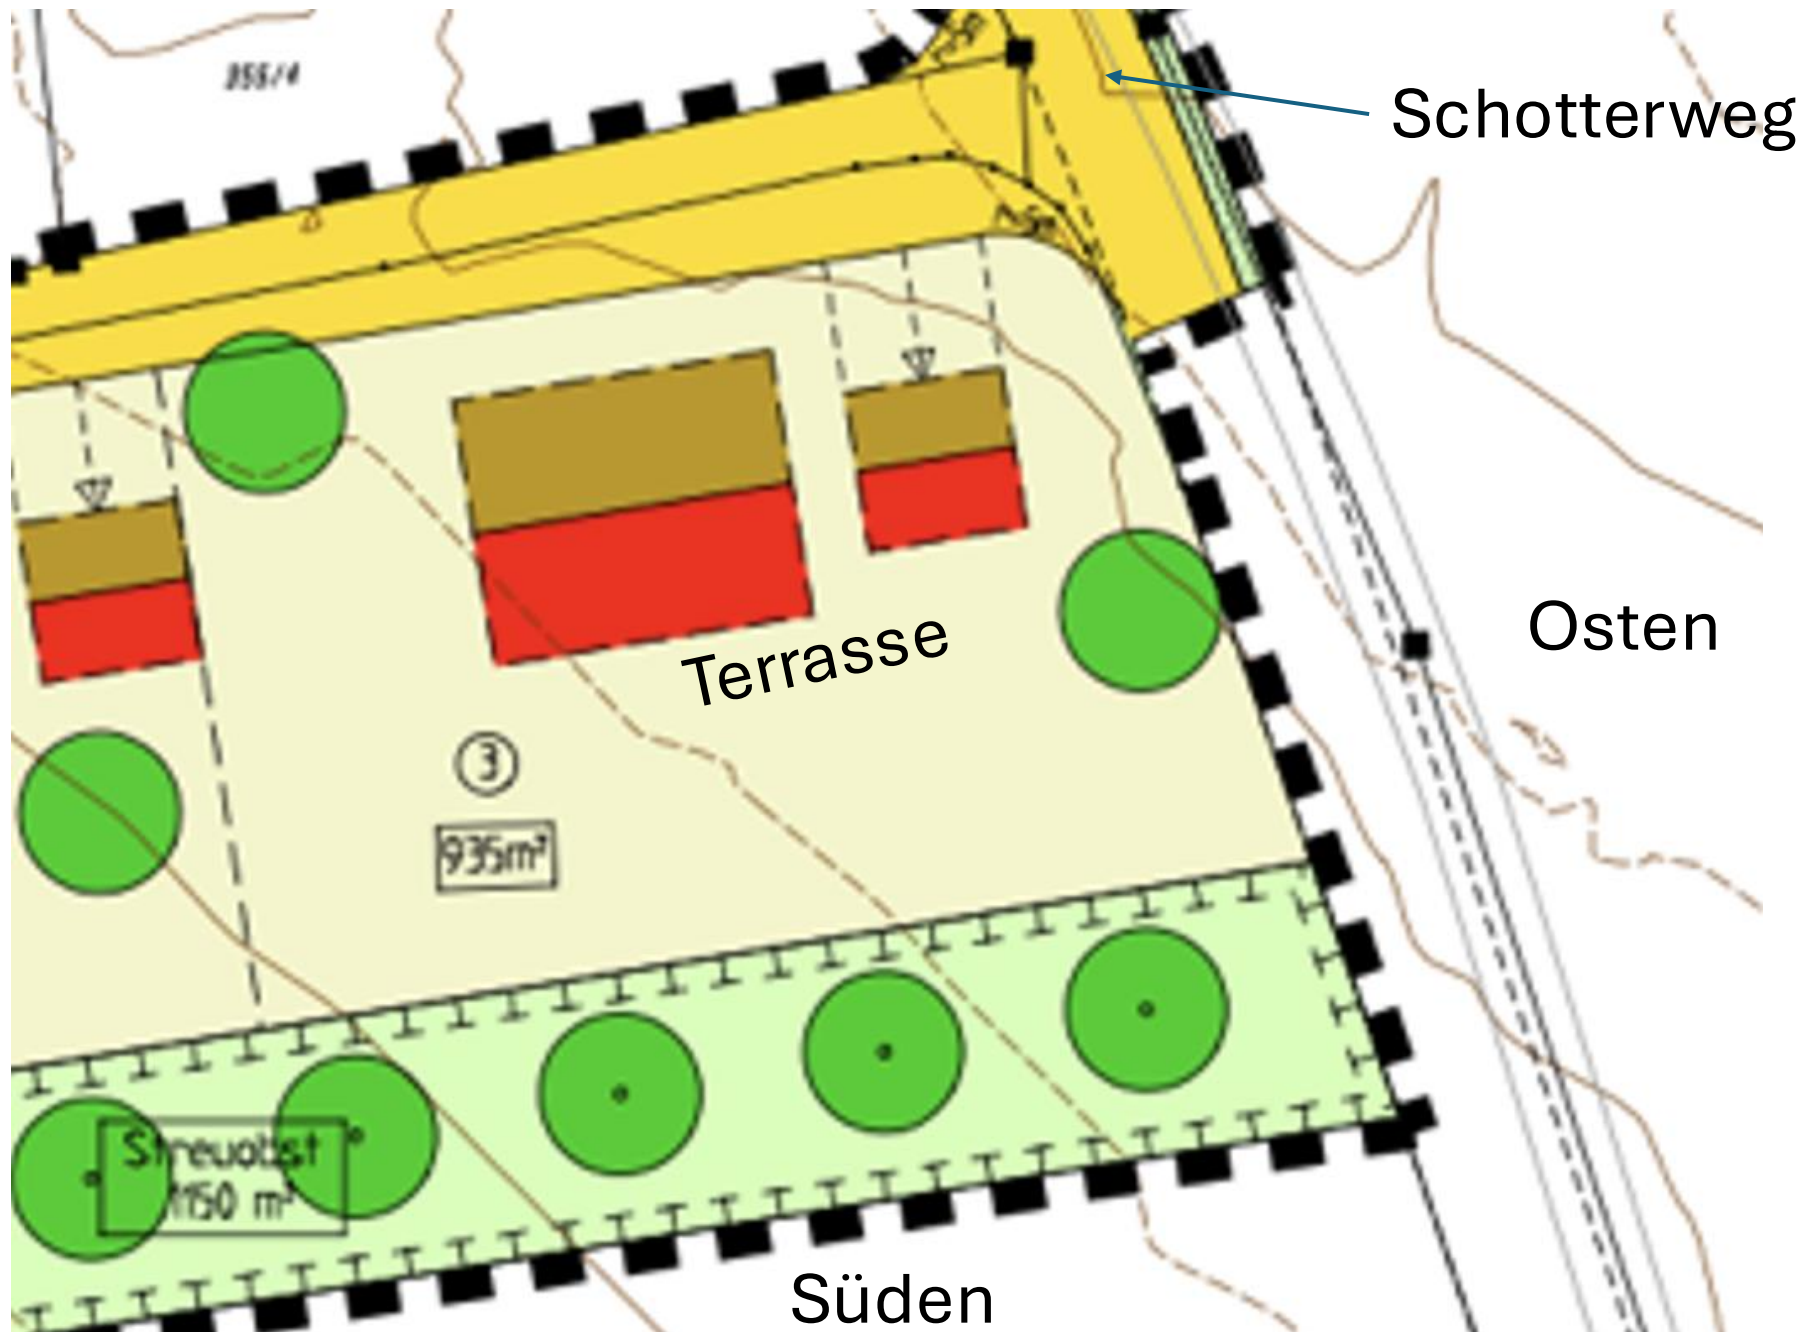 355/4
Schotterweg
Osten
Terrasse
3
935m²
Streuobst
1150 m²
Süden